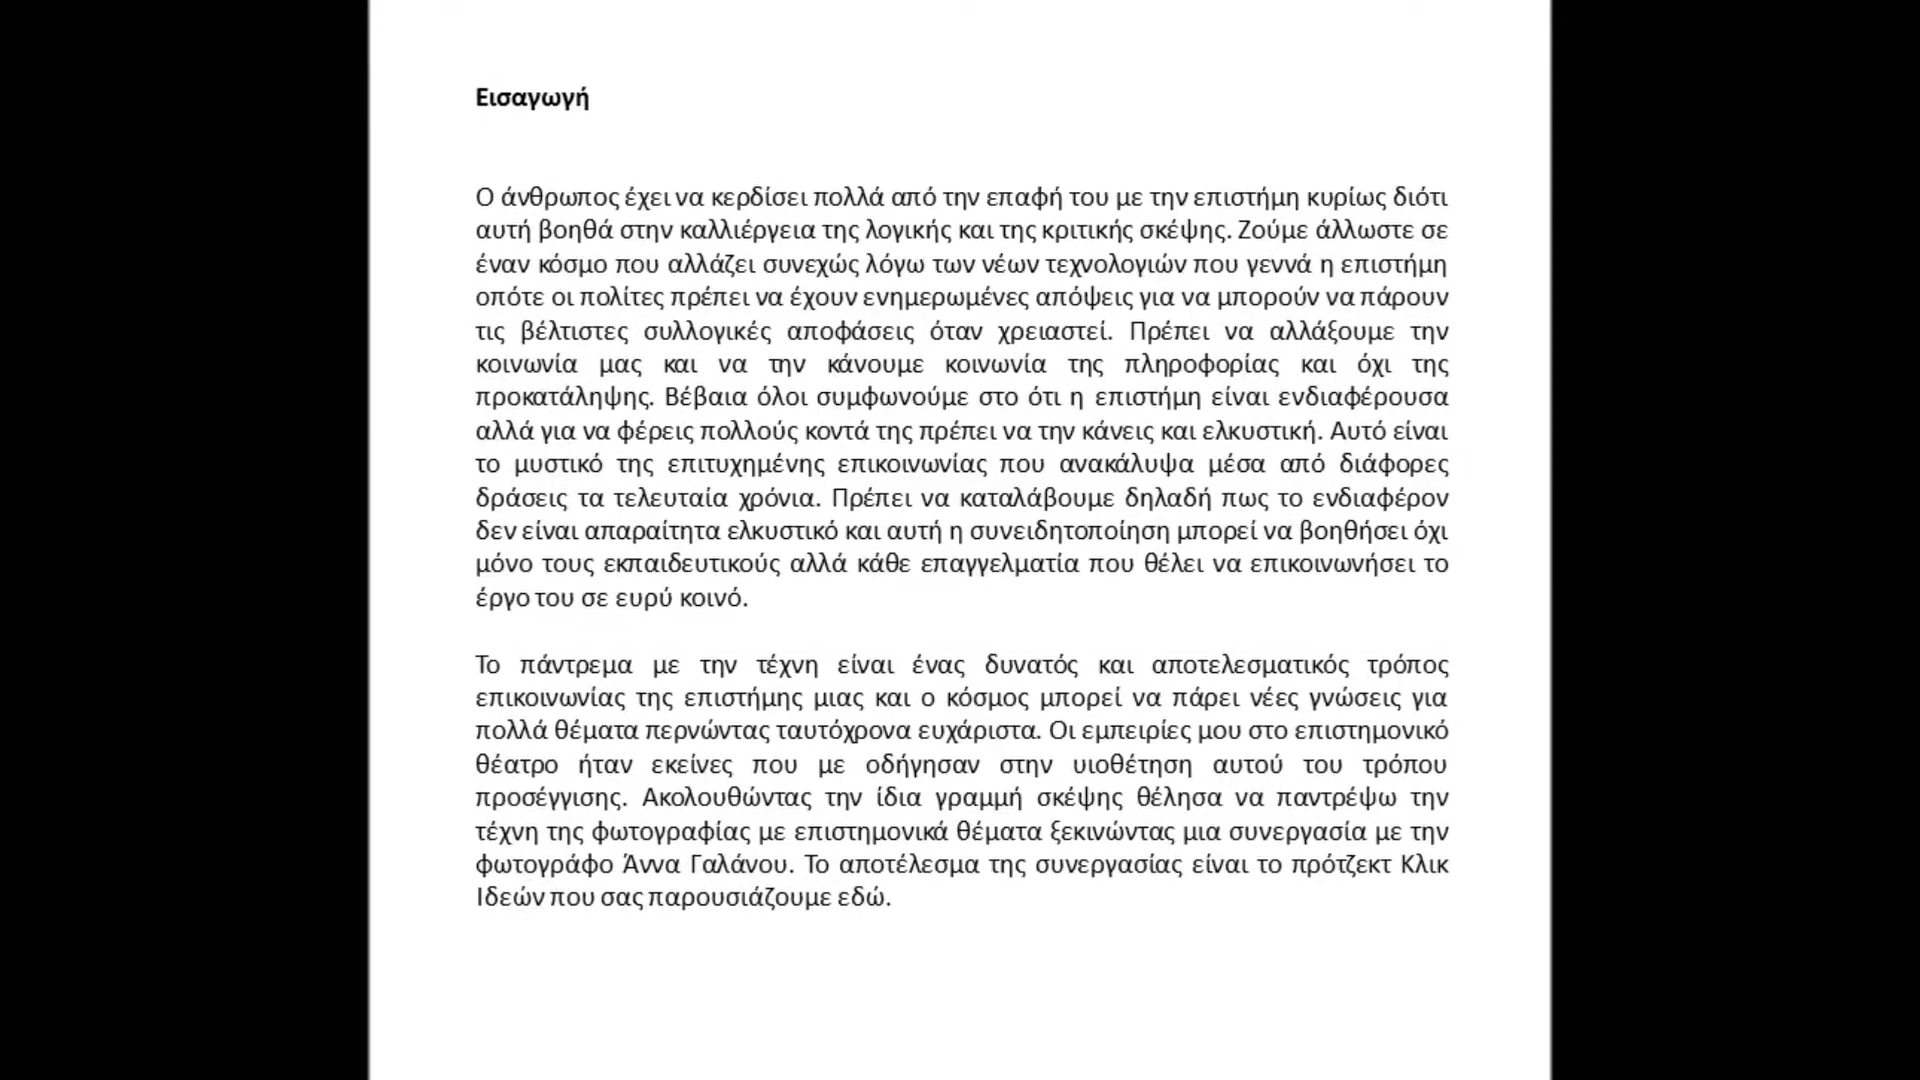 Εισαγωγή
Ο άνθρωπος έχει να κερδίσει πολλά από την επαφή του με την επιστήμη κυρίως διότι
αυτή βοηθά στην καλλιέργεια της λογικής και της κριτικής σκέψης. Ζούμε άλλωστε σε
έναν κόσμο που αλλάζει συνεχώς λόγω των νέων τεχνολογιών που γεννά η επιστήμη
οπότε οι πολίτες πρέπει να έχουν ενημερωμένες απόψεις για να μπορούν να πάρουν
τις βέλτιστες συλλογικές αποφάσεις όταν χρειαστεί. Πρέπει να αλλάξουμε την
κοινωνία μας και να την κάνουμε κοινωνία της πληροφορίας και όχι της
προκατάληψης. Βέβαια όλοι συμφωνούμε στο ότι η επιστήμη είναι ενδιαφέρουσα
αλλά για να φέρεις πολλούς κοντά της πρέπει να την κάνεις και ελκυστική. Αυτό είναι
το μυστικό της επιτυχημένης επικοινωνίας που ανακάλυψα μέσα από διάφορες
δράσεις τα τελευταία χρόνια. Πρέπει να καταλάβουμε δηλαδή πως το ενδιαφέρον
δεν είναι απαραίτητα ελκυστικό και αυτή η συνειδητοποίηση μπορεί να βοηθήσει όχι
μόνο τους εκπαιδευτικούς αλλά κάθε επαγγελματία που θέλει να επικοινωνήσει το
έργο του σε ευρύ κοινό.
Το πάντρεμα με την τέχνη είναι ένας δυνατός και αποτελεσματικός τρόπος
επικοινωνίας της επιστήμης μιας και ο κόσμος μπορεί να πάρει νέες γνώσεις για
πολλά θέματα περνώντας ταυτόχρονα ευχάριστα. Οι εμπειρίες μου στο επιστημονικό
θέατρο ήταν εκείνες που με οδήγησαν στην υιοθέτηση αυτού του τρόπου
προσέγγισης. Ακολουθώντας την ίδια γραμμή σκέψης θέλησα να παντρέψω την
τέχνη της φωτογραφίας με επιστημονικά θέματα ξεκινώντας μια συνεργασία με την
φωτογράφο Άννα Γαλάνου. Το αποτέλεσμα της συνεργασίας είναι το πρότζεκτ Κλικ
Ιδεών που σας παρουσιάζουμε εδώ.